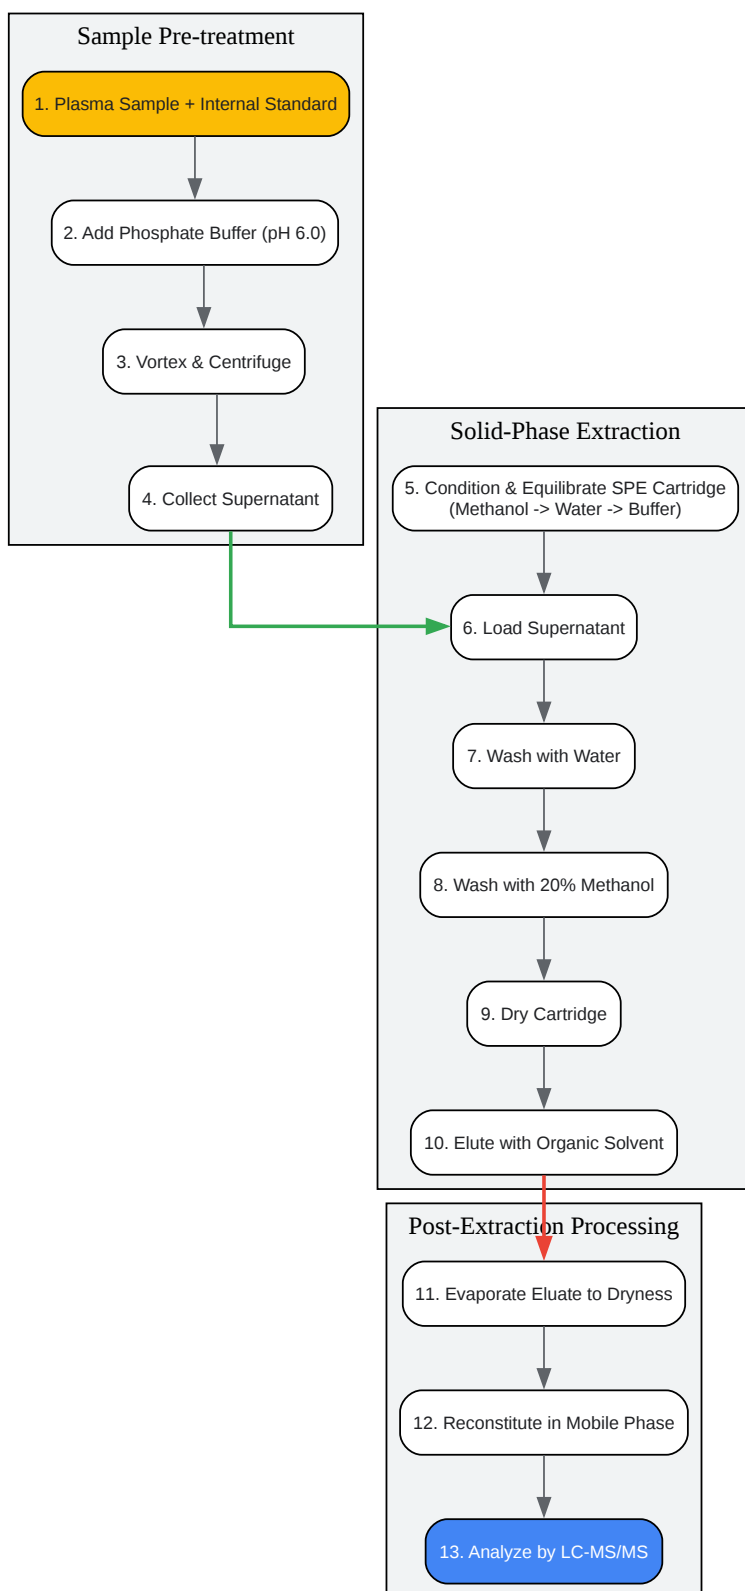 Sample Pre-treatment
1. Plasma Sample + Internal Standard
2. Add Phosphate Buffer (pH 6.0)
3. Vortex & Centrifuge
4. Collect Supernatant
Solid-Phase Extraction
5. Condition & Equilibrate SPE Cartridge
(Methanol -> Water -> Buffer)
6. Load Supernatant
7. Wash with Water
8. Wash with 20% Methanol
9. Dry Cartridge
10. Elute with Organic Solvent
Post-Extraction Processing
11. Evaporate Eluate to Dryness
12. Reconstitute in Mobile Phase
13. Analyze by LC-MS/MS